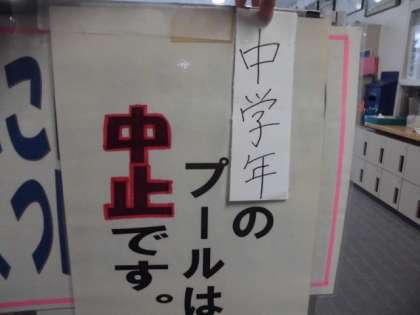 中学年の
プールは
中止です。